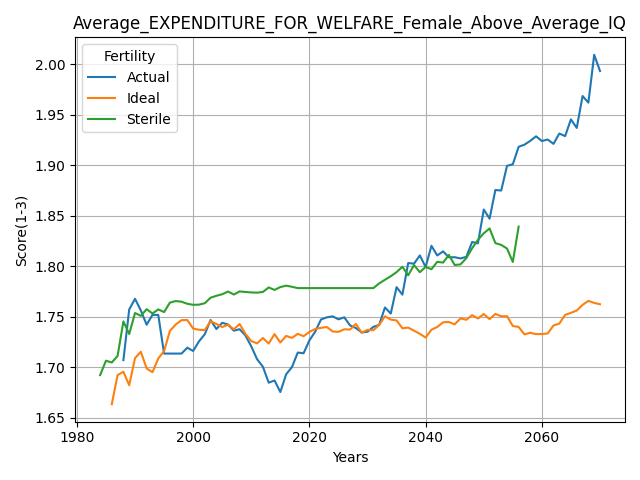 Average_EXPENDITURE_FOR_WELFARE_Female_Above_Average_IQ
Fertility
Actual
Ideal
Sterile
Score(1-3)
2.00
1.95
1.90
1.85
1.80
1.75
1.70
1.65
1980 2000 2020 2040 2060
Years